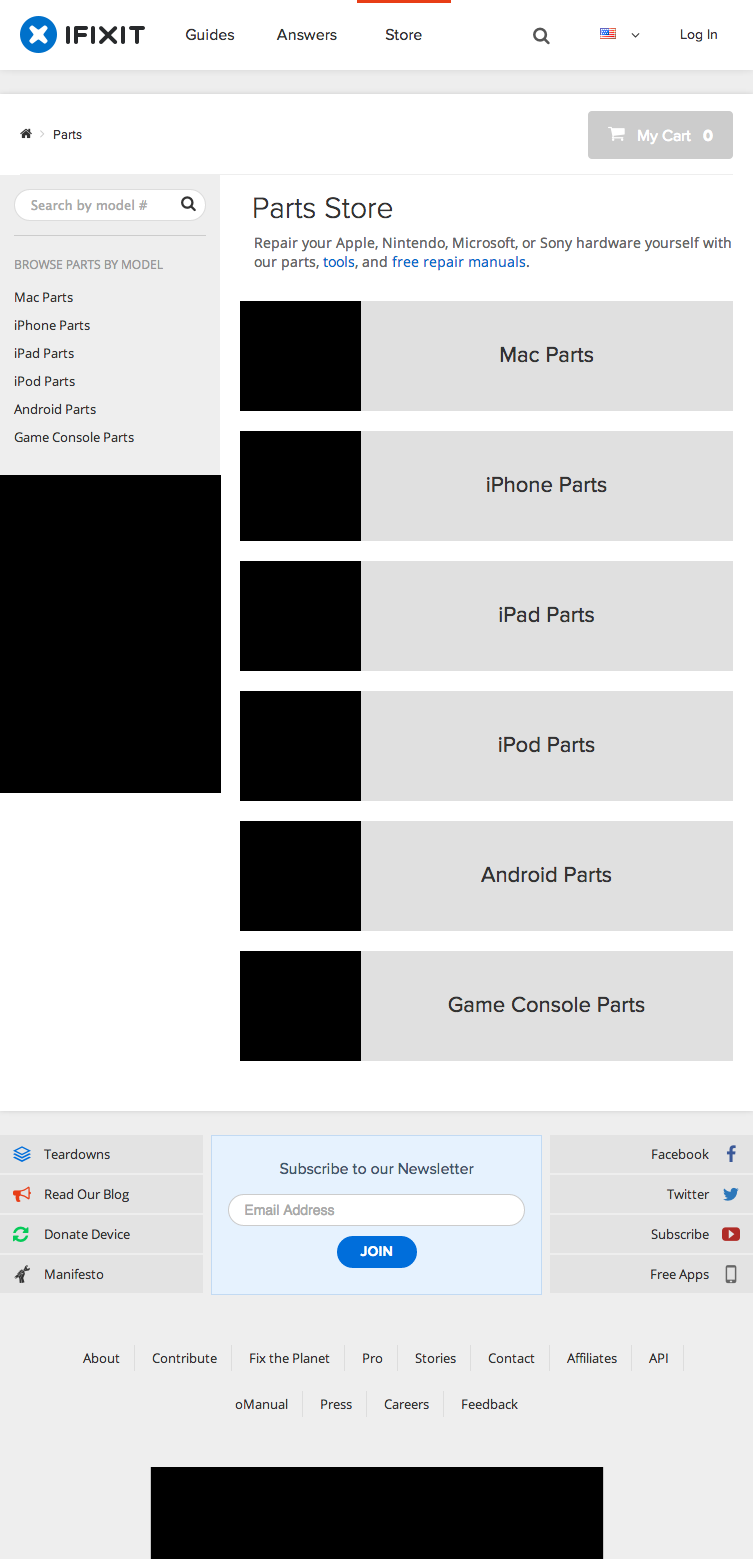 IFIXIT
Guides
Answers
Store
Log In
Parts
My Cart 0
Search by model #
BROWSE PARTS BY MODEL
Mac Parts
iPhone Parts
iPad Parts
iPod Parts
Android Parts
Game Console Parts
Parts Store
Repair your Apple, Nintendo, Microsoft, or Sony hardware yourself with
our parts, tools, and free repair manuals.
Mac Parts
iPhone Parts
iPad Parts
iPod Parts
Android Parts
Game Console Parts
Teardowns
Read Our Blog
Donate Device
Manifesto
Subscribe to our Newsletter
Email Address
JOIN
Facebook
Twitter
Subscribe
Free Apps
About
Contribute
Fix the Planet
Pro
Stories
Contact
Affiliates
API
oManual
Press
Careers
Feedback